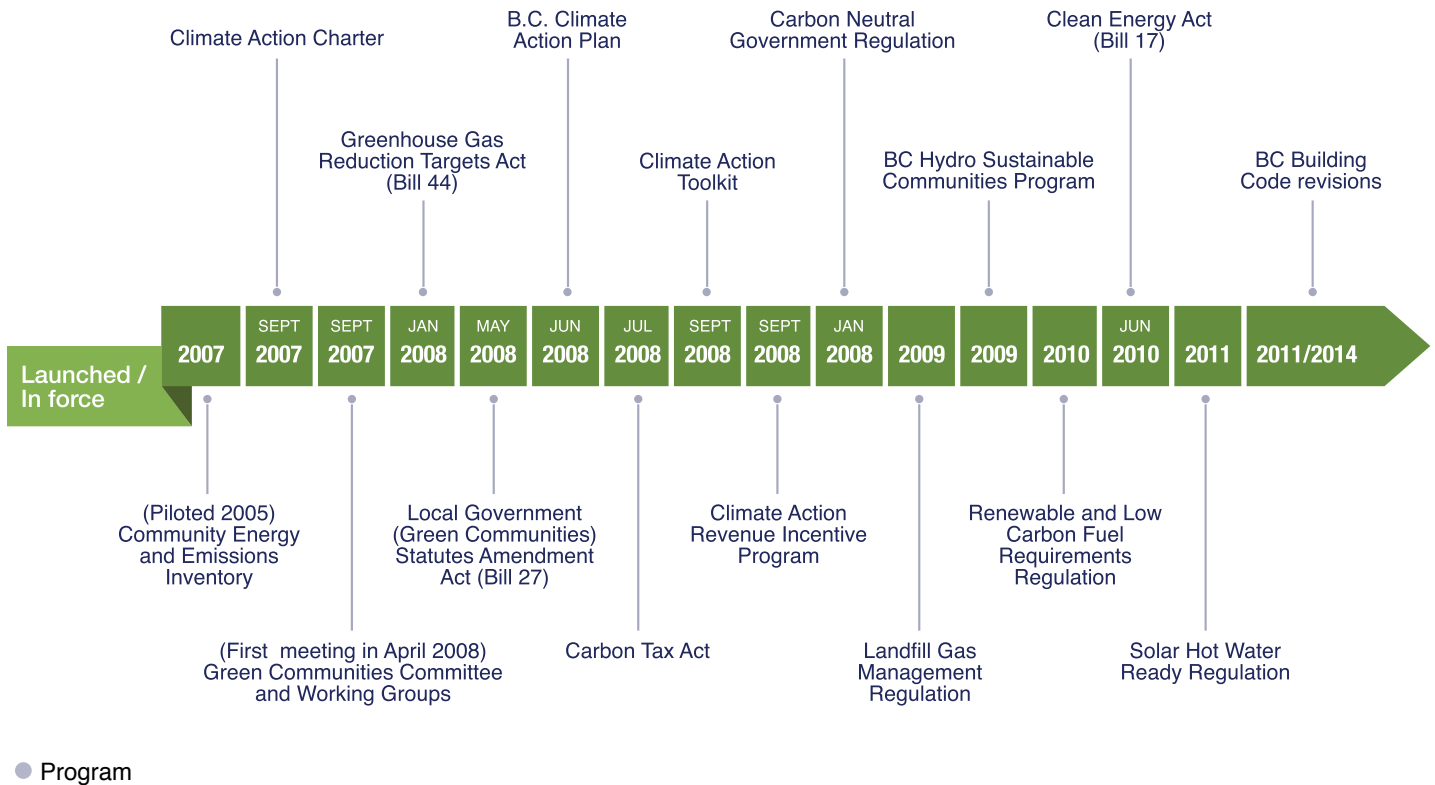 Climate Action Charter
B.C. Climate
Action Plan
Carbon Neutral
Government Regulation
Clean Energy Act
(Bill 17)
Greenhouse Gas
Reduction Targets Act
(Bill 44)
Climate Action
Toolkit
BC Hydro Sustainable
Communities Program
BC Building
Code revisions
Launched /
In force
2007
SEPT
2007
SEPT
2007
JAN
2008
MAY
2008
JUN
2008
JUL
2008
SEPT
2008
SEPT
2008
JAN
2008
2009
2009
2010
JUN
2010
2011
2011/2014
(Piloted 2005)
Community Energy
and Emissions
Inventory
Local Government
(Green Communities)
Statutes Amendment
Act (Bill 27)
Climate Action
Revenue Incentive
Program
Renewable and Low
Carbon Fuel
Requirements
Regulation
(First  meeting in April 2008)
Green Communities Committee
and Working Groups
Carbon Tax Act
Landfill Gas
Management
Regulation
Solar Hot Water
Ready Regulation
Program